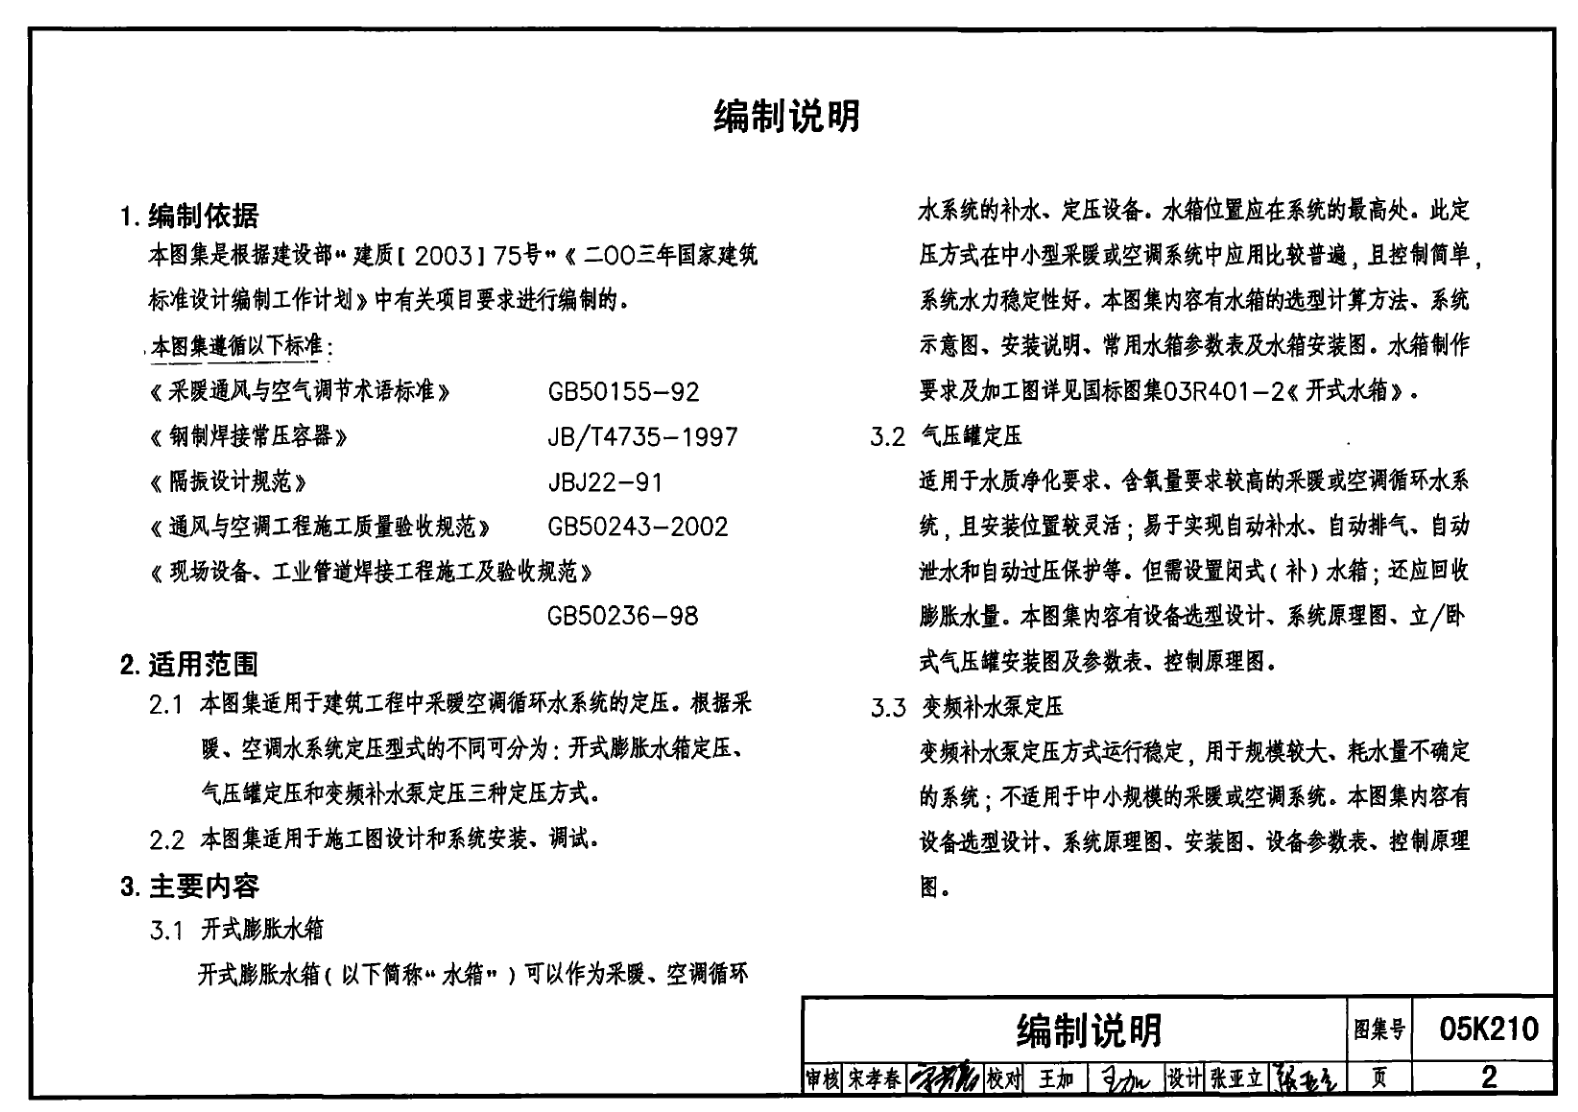 编制说明
1. 编制依据
本图集是根据建设部“建质[2003]75号”《二OO三年国家建筑
标准设计编制工作计划》中有关项目要求进行编制的。
本图集遵循以下标准：
《采暖通风与空气调节术语标准》 GB50155-92
《钢制焊接常压容器》 JB/T4735-1997
《隔振设计规范》 JBJ22-91
《通风与空调工程施工质量验收规范》 GB50243-2002
《现场设备、工业管道焊接工程施工及验收规范》
GB50236-98
2. 适用范围
2.1 本图集适用于建筑工程中采暖空调循环水系统的定压。根据采
暖、空调水系统定压型式的不同可分为：开式膨胀水箱定压、
气压罐定压和变频补水泵定压三种定压方式。
2.2 本图集适用于施工图设计和系统安装、调试。
3. 主要内容
3.1 开式膨胀水箱
开式膨胀水箱(以下简称“水箱”)可以作为采暖、空调循环
水系统的补水、定压设备。水箱位置应在系统的最高处。此定
压方式在中小型采暖或空调系统中应用比较普遍，且控制简单，
系统水力稳定性好。本图集内容有水箱的选型计算方法、系统
示意图、安装说明、常用水箱参数表及水箱安装图。水箱制作
要求及加工图详见国标图集03R401-2《开式水箱》。
3.2 气压罐定压
适用于水质净化要求、含氧量要求较高的采暖或空调循环水系
统，且安装位置较灵活；易于实现自动补水、自动排气、自动
泄水和自动过压保护等。但需设置闭式(补)水箱；还应回收
膨胀水量。本图集内容有设备选型设计、系统原理图、立/卧
式气压罐安装图及参数表、控制原理图。
3.3 变频补水泵定压
变频补水泵定压方式运行稳定，用于规模较大、耗水量不确定
的系统；不适用于中小规模的采暖或空调系统。本图集内容有
设备选型设计、系统原理图、安装图、设备参数表、控制原理
图。
编制说明 图集号 05K210
审核 宋孝春 校对 王加 王加 设计 张亚立 张亚立 页 2